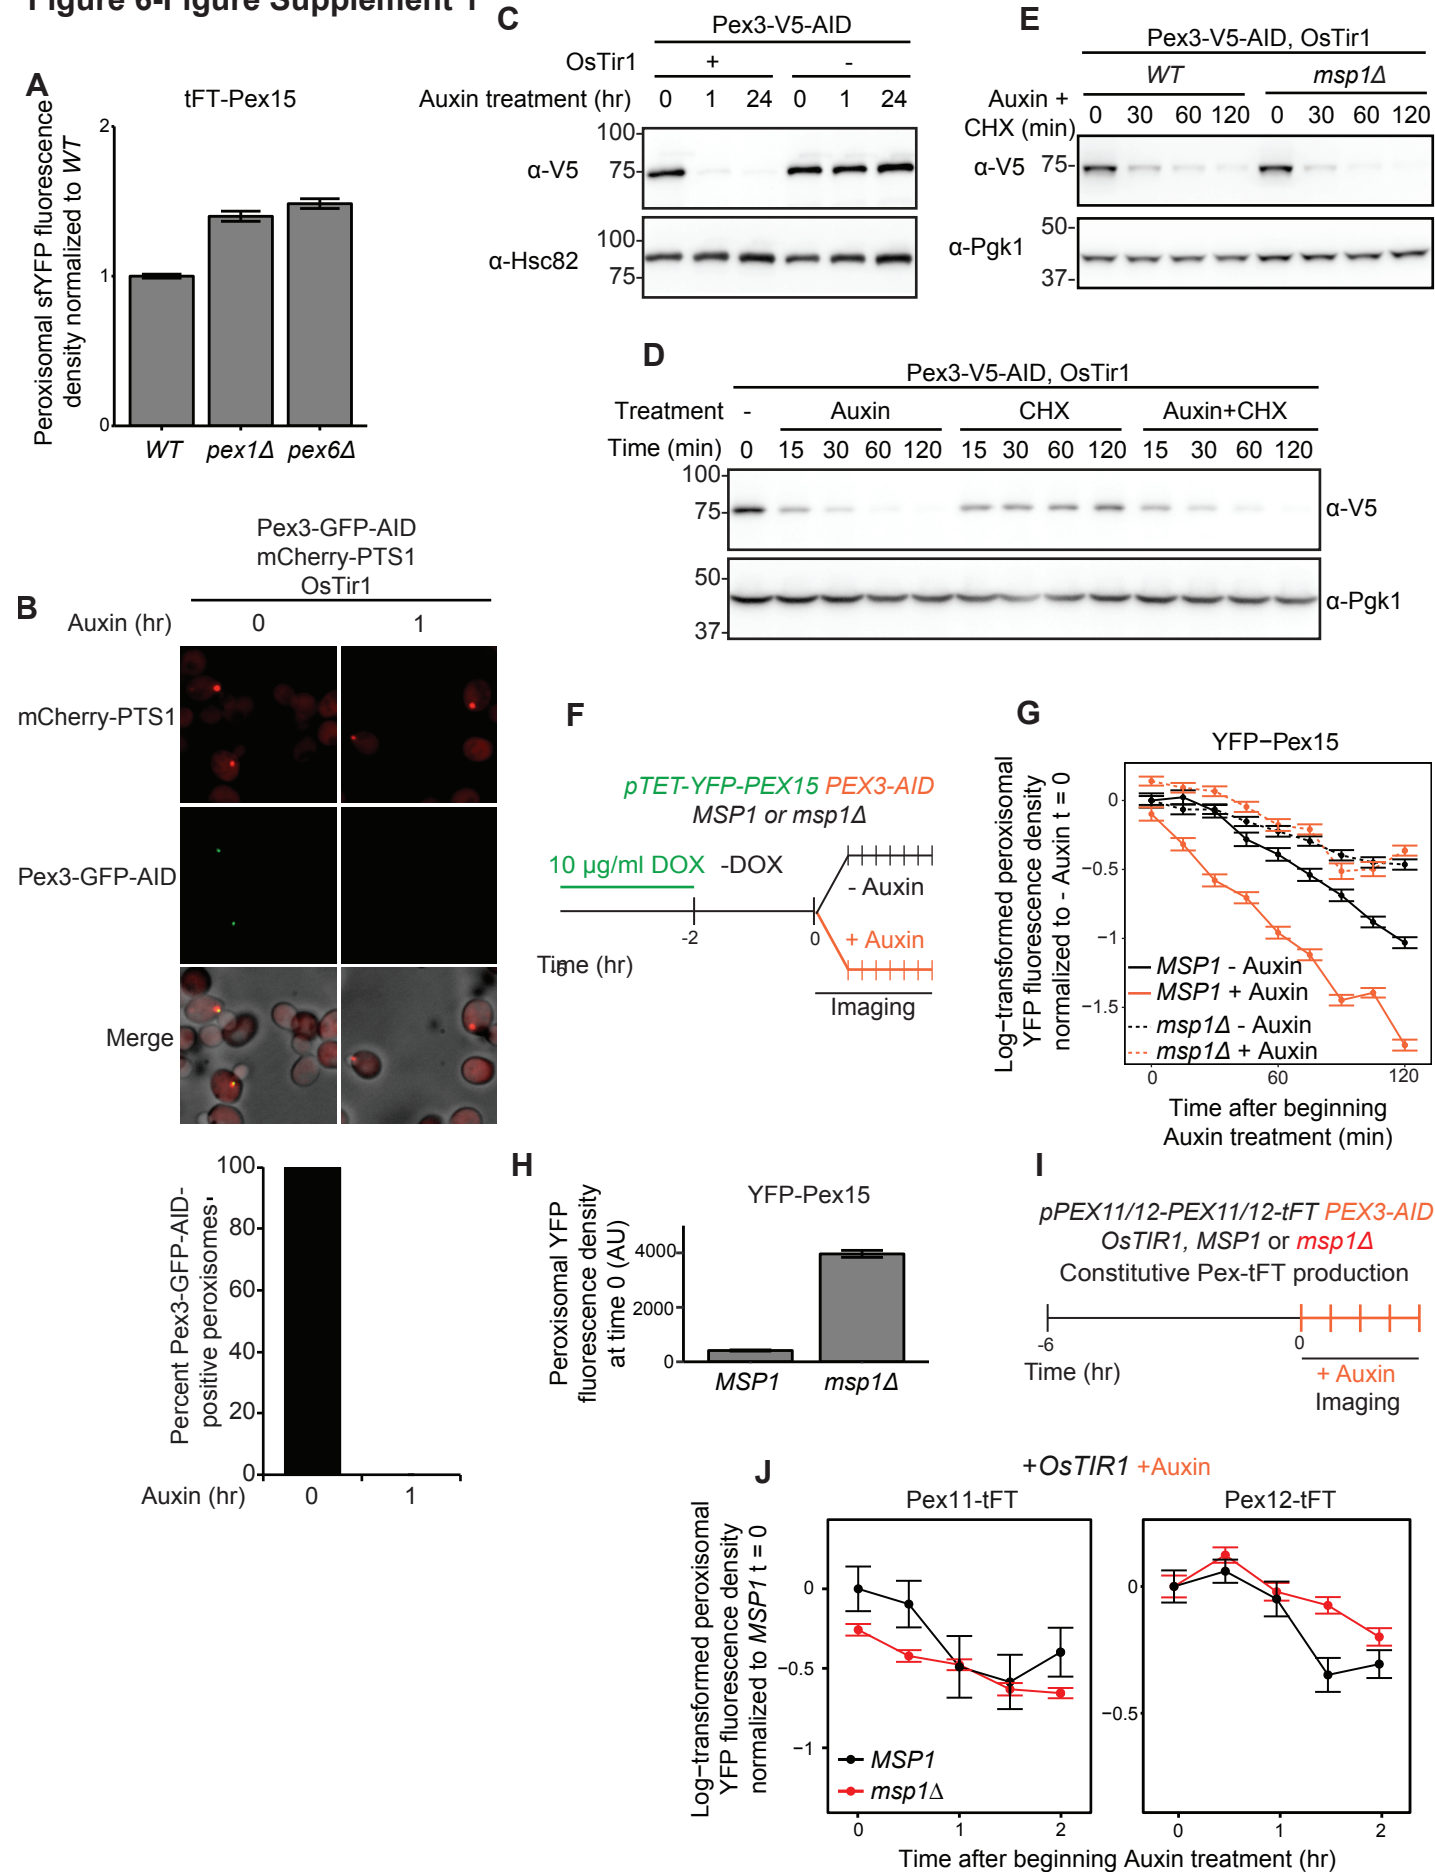 Figure 6-Figure Supplement 1
A
tFT-Pex15
Peroxisomal sfYFP fluorescence
density normalized to WT
2
1
0
WT pex1Δ pex6Δ
B
Pex3-GFP-AID
mCherry-PTS1
OsTir1
Auxin (hr) 0 1
mCherry-PTS1
Pex3-GFP-AID
Merge
Percent Pex3-GFP-AID-
positive peroxisomes
100
80
60
40
20
0
Auxin (hr) 0 1
C
Pex3-V5-AID
OsTir1 + -
Auxin treatment (hr) 0 1 24 0 1 24
α-V5
100-
75-
α-Hsc82
100-
75-
D
Pex3-V5-AID, OsTir1
Treatment - Auxin CHX Auxin+CHX
Time (min) 0 15 30 60 120 15 30 60 120 15 30 60 120
100-
75-
α-V5
50-
37-
α-Pgk1
E
Pex3-V5-AID, OsTir1
WT msp1Δ
Auxin +
CHX (min) 0 30 60 120 0 30 60 120
α-V5 75-
α-Pgk1
50-
37-
F
pTET-YFP-PEX15 PEX3-AID
MSP1 or msp1Δ
10 µg/ml DOX -DOX
- Auxin
+ Auxin
-2 0
Time (hr)
Imaging
G
YFP−Pex15
Log−transformed peroxisomal
YFP fluorescence density
normalized to - Auxin t = 0
0
−0.5
−1
−1.5
MSP1 - Auxin
MSP1 + Auxin
msp1Δ - Auxin
msp1Δ + Auxin
0 60 120
Time after beginning
Auxin treatment (min)
H
YFP-Pex15
Peroxisomal YFP
fluorescence density
at time 0 (AU)
4000
2000
0
MSP1 msp1Δ
I
pPEX11/12-PEX11/12-tFT PEX3-AID
OsTIR1, MSP1 or msp1Δ
Constitutive Pex-tFT production
-6 0
Time (hr)
+ Auxin
Imaging
J
+OsTIR1 +Auxin
Pex11-tFT Pex12-tFT
Log−transformed peroxisomal
YFP fluorescence density
normalized to MSP1 t = 0
0
−0.5
−1
MSP1
msp1Δ
0 1 2
0
−0.5
0 1 2
Time after beginning Auxin treatment (hr)